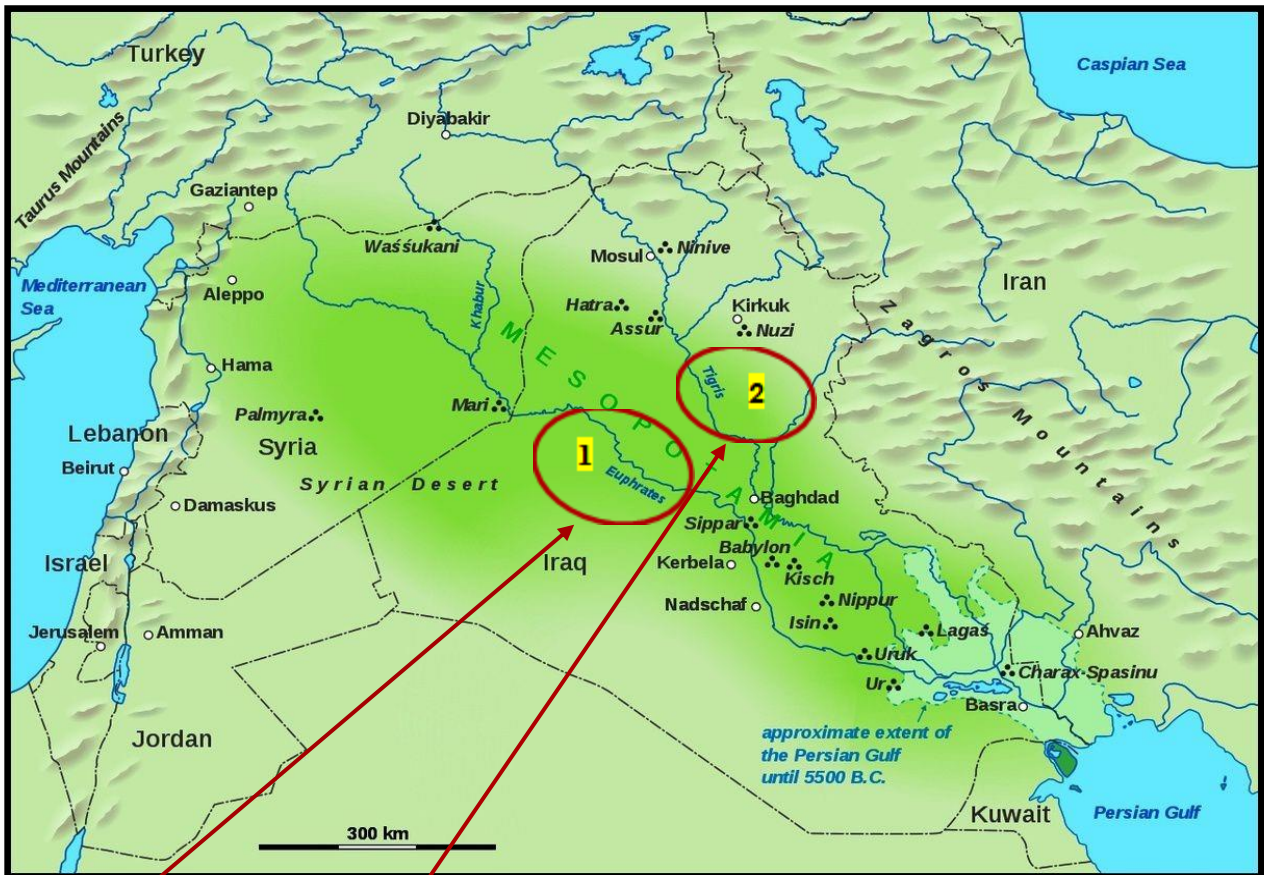 Turkey
Caspian Sea
Taurus Mountains
Diyabakir
Gaziantep
Waśśukani
Mosul
Ninive
Iran
Mediterranean
Sea
Aleppo
Khabur
Hatra
Assur
Kirkuk
Nuzi
Zagros Mountains
MESOPOTAMIA
Hama
Tigris
2
Palmyra
Mari
Lebanon
Syria
1
Beirut
Syrian Desert
Euphrates
Damaskus
Baghdad
Sippar
Israel
Iraq
Babylon
Kerbela
Kisch
Nadschaf
Nippur
Isin
Jerusalem
Amman
Lagaś
Ahvaz
Uruk
Ur
Charax-Spasinu
Basra
Jordan
approximate extent of
the Persian Gulf
until 5500 B.C.
Kuwait
Persian Gulf
300 km